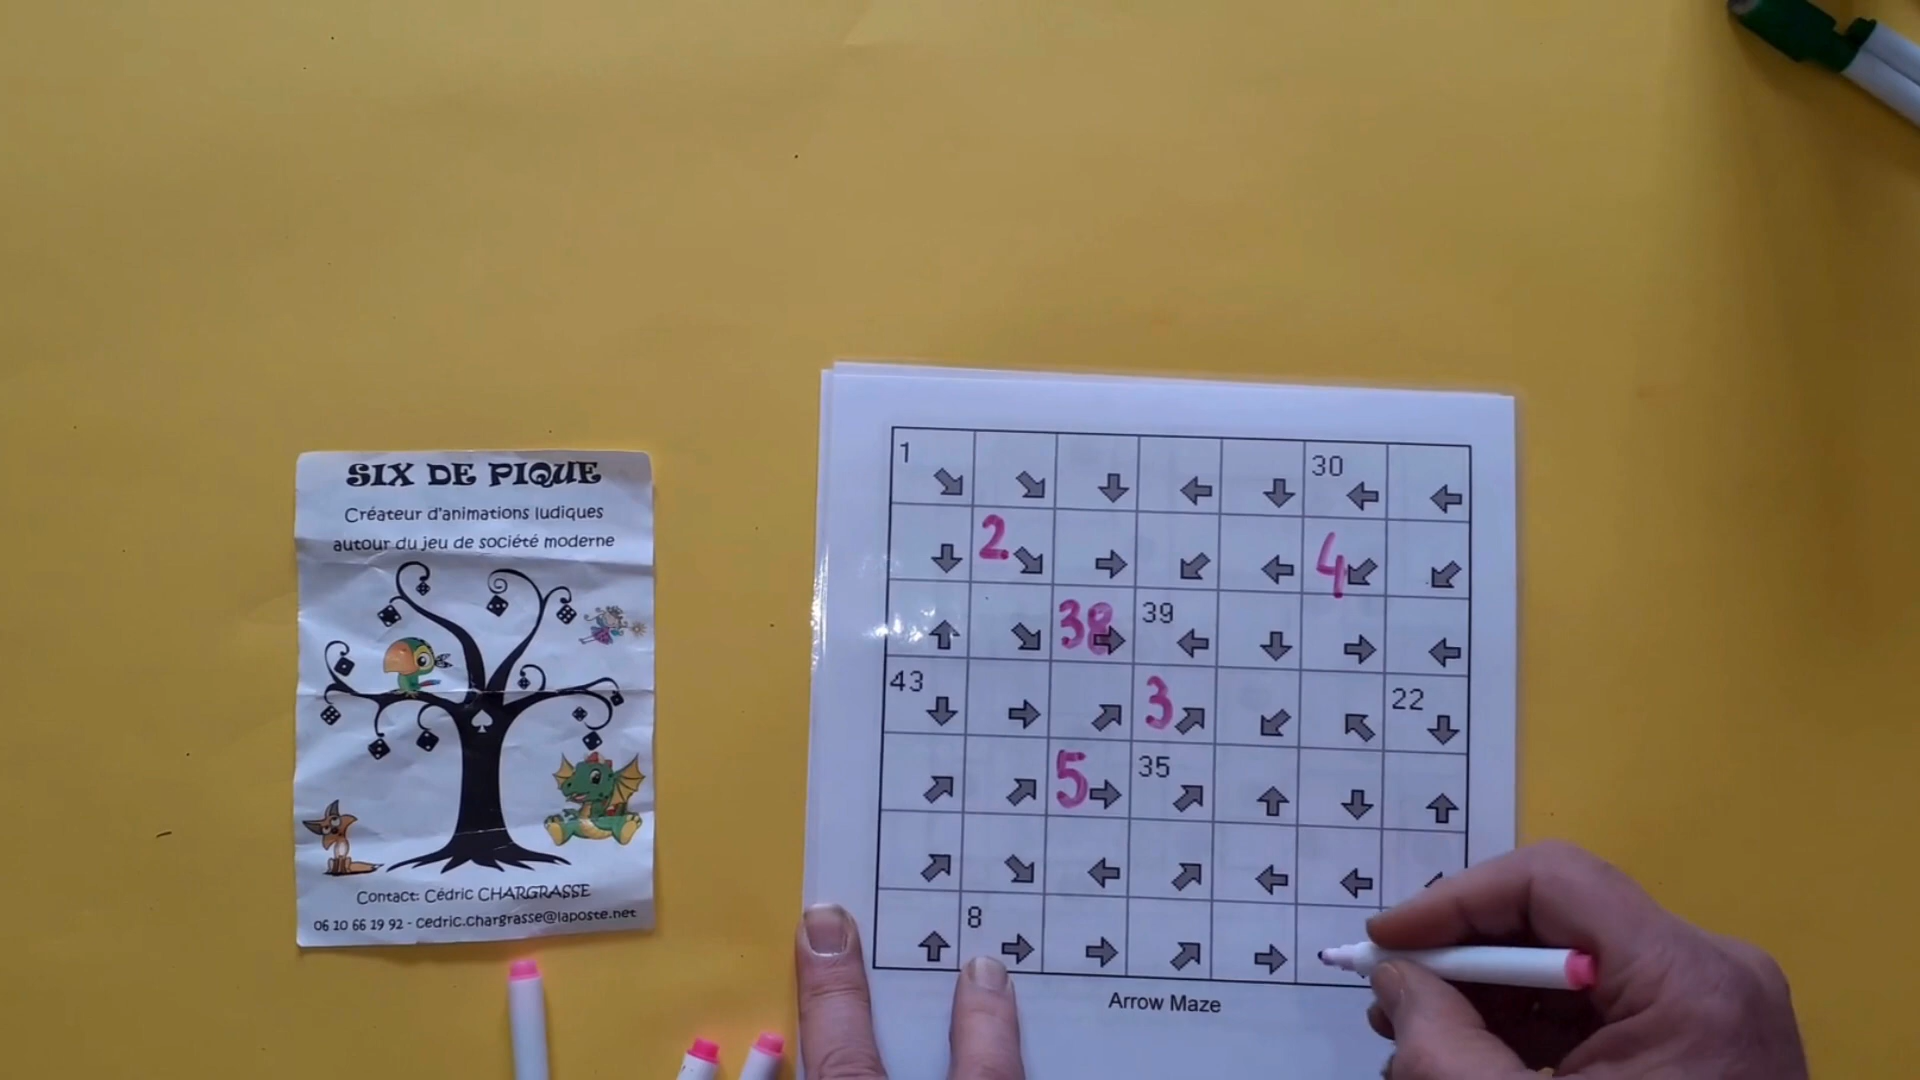 SIX DE PIQUE
Créateur d'animations ludiques
autour du jeu de société moderne
Contact: Cédric CHARGRASSE
06 10 66 19 92 - cedric.chargrasse@laposte.net
1 30
2 4
38 39
43 3 22
5 35
8
Arrow Maze